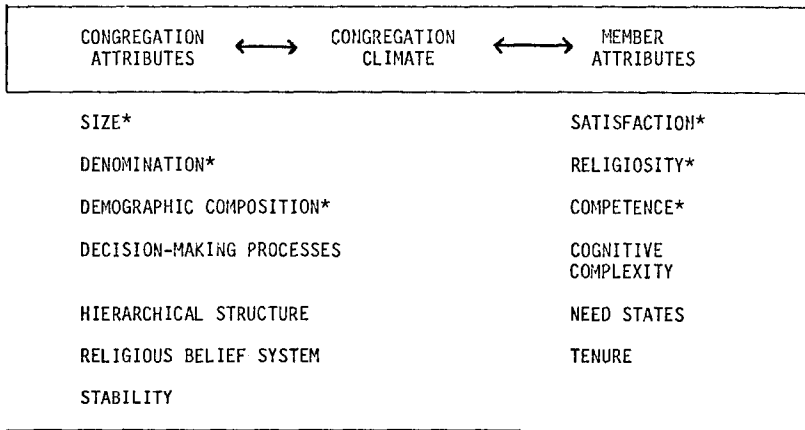 CONGREGATION ATTRIBUTES ↔ CONGREGATION CLIMATE ↔ MEMBER ATTRIBUTES
SIZE* SATISFACTION*
DENOMINATION* RELIGIOSITY*
DEMOGRAPHIC COMPOSITION* COMPETENCE*
DECISION-MAKING PROCESSES COGNITIVE COMPLEXITY
HIERARCHICAL STRUCTURE NEED STATES
RELIGIOUS BELIEF SYSTEM TENURE
STABILITY